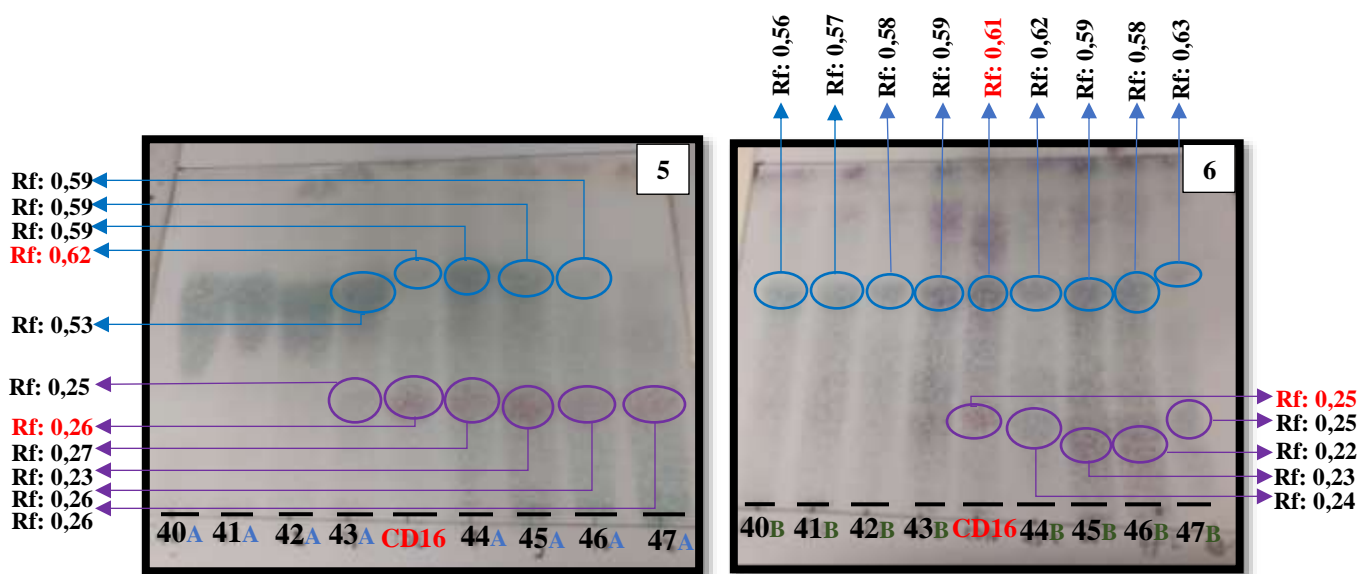 Rf: 0,56
Rf: 0,57
Rf: 0,58
Rf: 0,59
Rf: 0,61
Rf: 0,62
Rf: 0,59
Rf: 0,58
Rf: 0,63
5
Rf: 0,59
Rf: 0,59
Rf: 0,59
Rf: 0,62
Rf: 0,53
Rf: 0,25
Rf: 0,26
Rf: 0,27
Rf: 0,23
Rf: 0,26
Rf: 0,26
40A 41A 42A 43A CD16 44A 45A 46A 47A
6
Rf: 0,25
Rf: 0,25
Rf: 0,22
Rf: 0,23
Rf: 0,24
40B 41B 42B 43B CD16 44B 45B 46B 47B